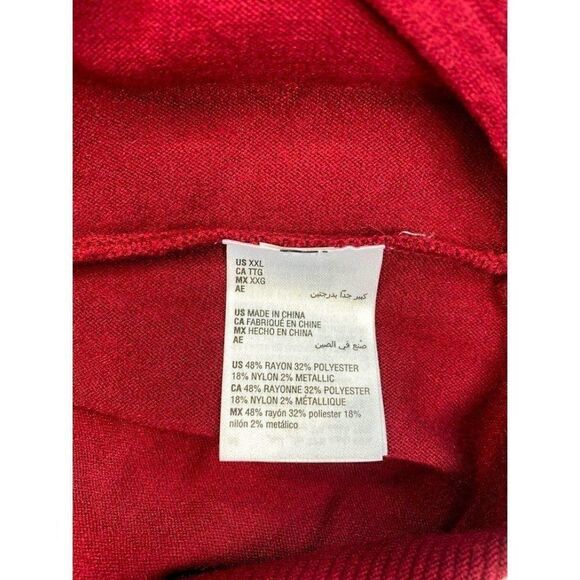 US XXL
CA TTG
MX XXG
AE كبير جدًا بدرجتين
US MADE IN CHINA
CA FABRIQUÉ EN CHINE
MX HECHO EN CHINA
AE صُنع في الصين
US 48% RAYON 32% POLYESTER
18% NYLON 2% METALLIC
CA 48% RAYONNE 32% POLYESTER
18% NYLON 2% MÉTALLIQUE
MX 48% rayón 32% poliester 18%
nilón 2% metálico